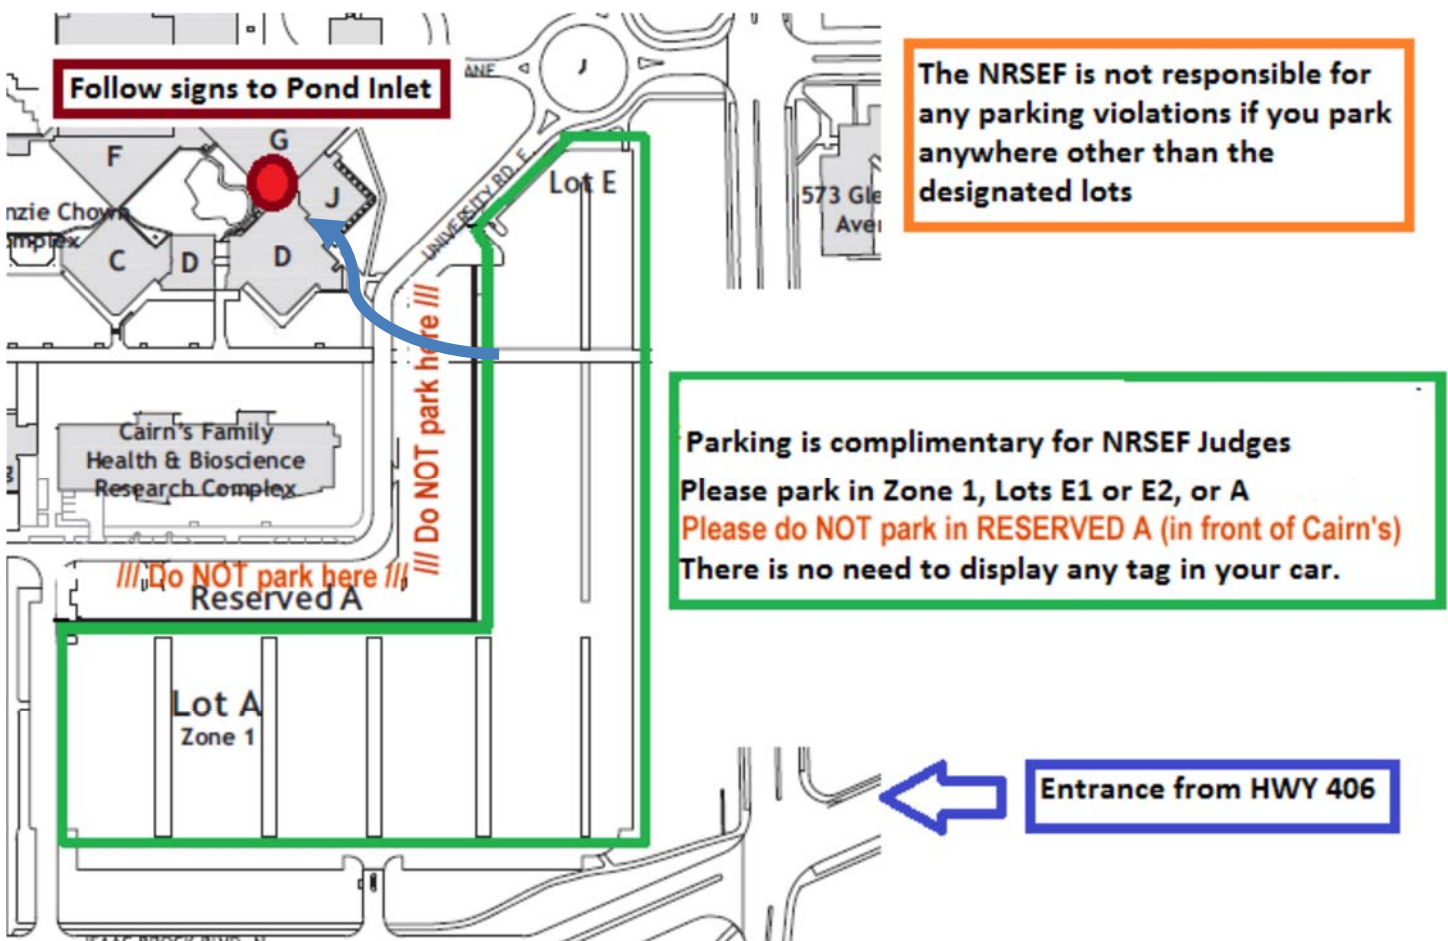 Follow signs to Pond Inlet
The NRSEF is not responsible for
any parking violations if you park
anywhere other than the
designated lots
J
G
F
J
Lot E
UNIVERSITY RD. E.
573 Gle
Aven
nzie Chown
mplex
C
D
D
/// Do NOT park here ///
Cairn's Family
Health & Bioscience
Research Complex
Parking is complimentary for NRSEF Judges
Please park in Zone 1, Lots E1 or E2, or A
Please do NOT park in RESERVED A (in front of Cairn's)
There is no need to display any tag in your car.
/// Do NOT park here ///
Reserved A
Lot A
Zone 1
Entrance from HWY 406